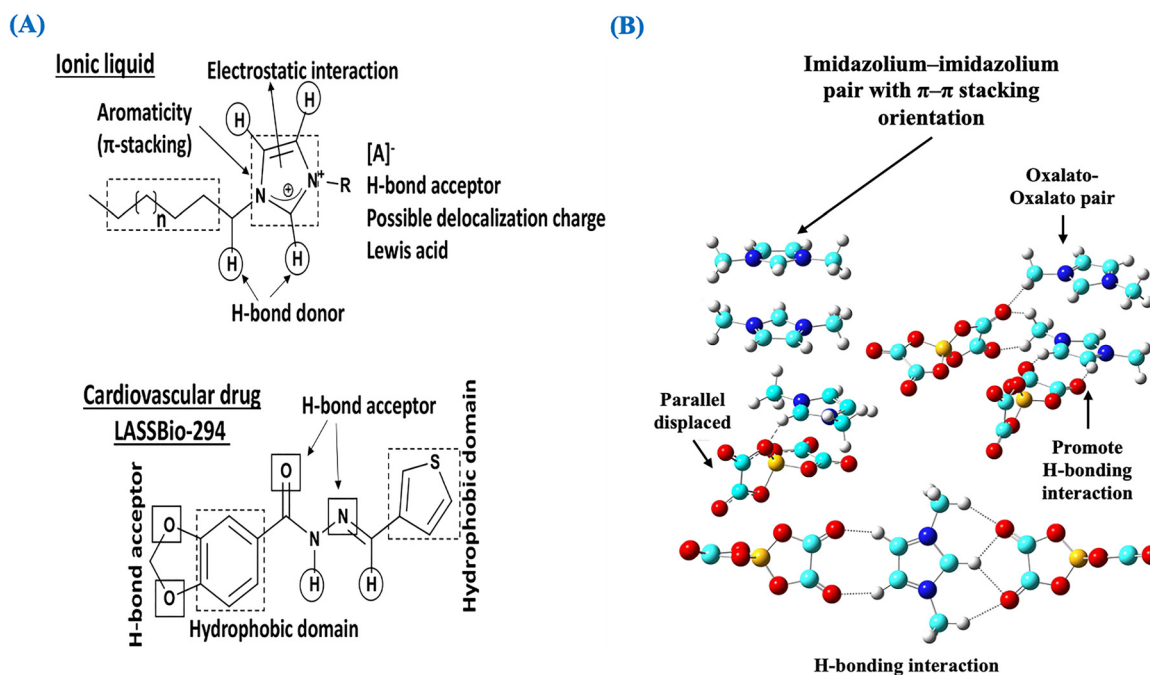 (A)
Ionic liquid
Electrostatic interaction
Aromaticity
(π-stacking)
H
H
[A]-
H-bond acceptor
Possible delocalization charge
Lewis acid
N
+
N+
R
n
H
H
H-bond donor
Cardiovascular drug
LASSBio-294
H-bond acceptor
Hydrophobic domain
H-bond acceptor
O
S
O
N
N
O
H
H
Hydrophobic domain
(B)
Imidazolium–imidazolium
pair with π–π stacking
orientation
Oxalato-
Oxalato pair
Parallel
displaced
Promote
H-bonding
interaction
H-bonding interaction